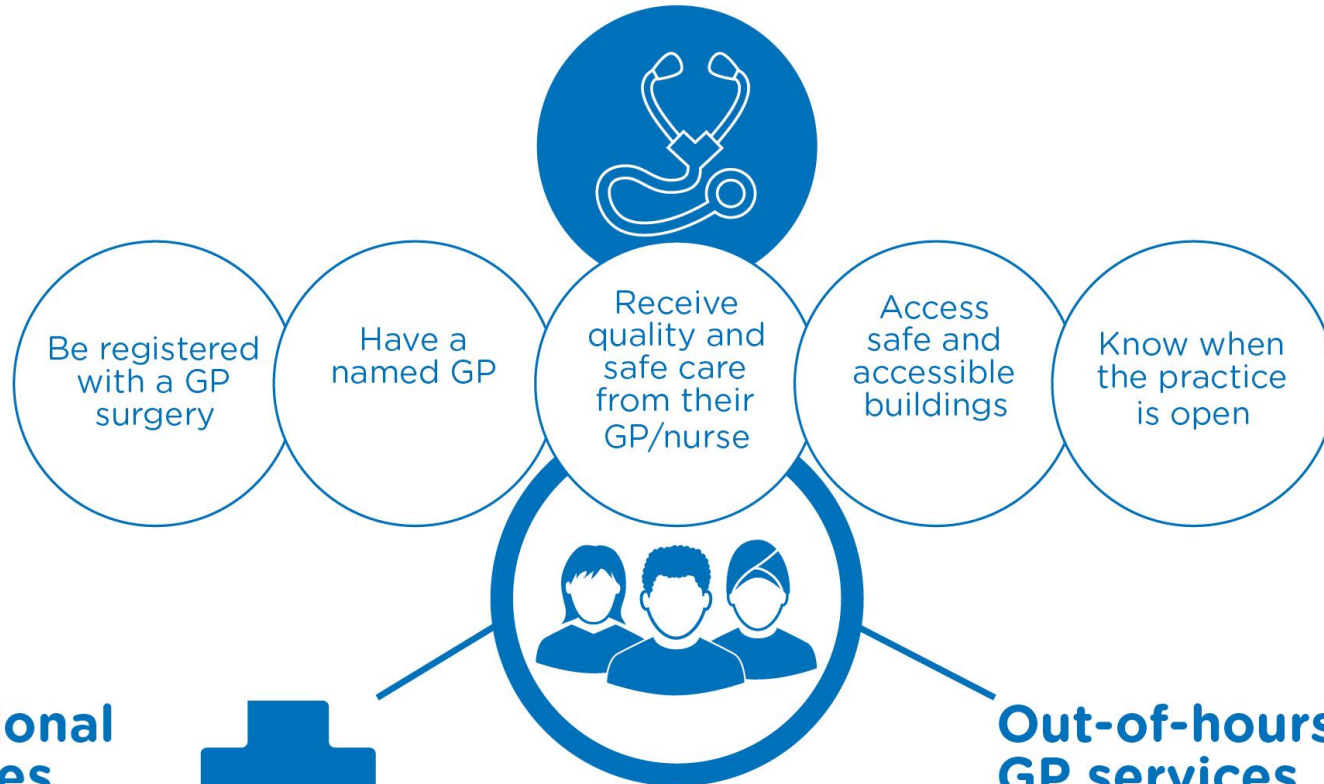 Be registered
with a GP
surgery
Have a
named GP
Receive
quality and
safe care
from their
GP/nurse
Access
safe and
accessible
buildings
Know when
the practice
is open
Out-of-hours
GP services